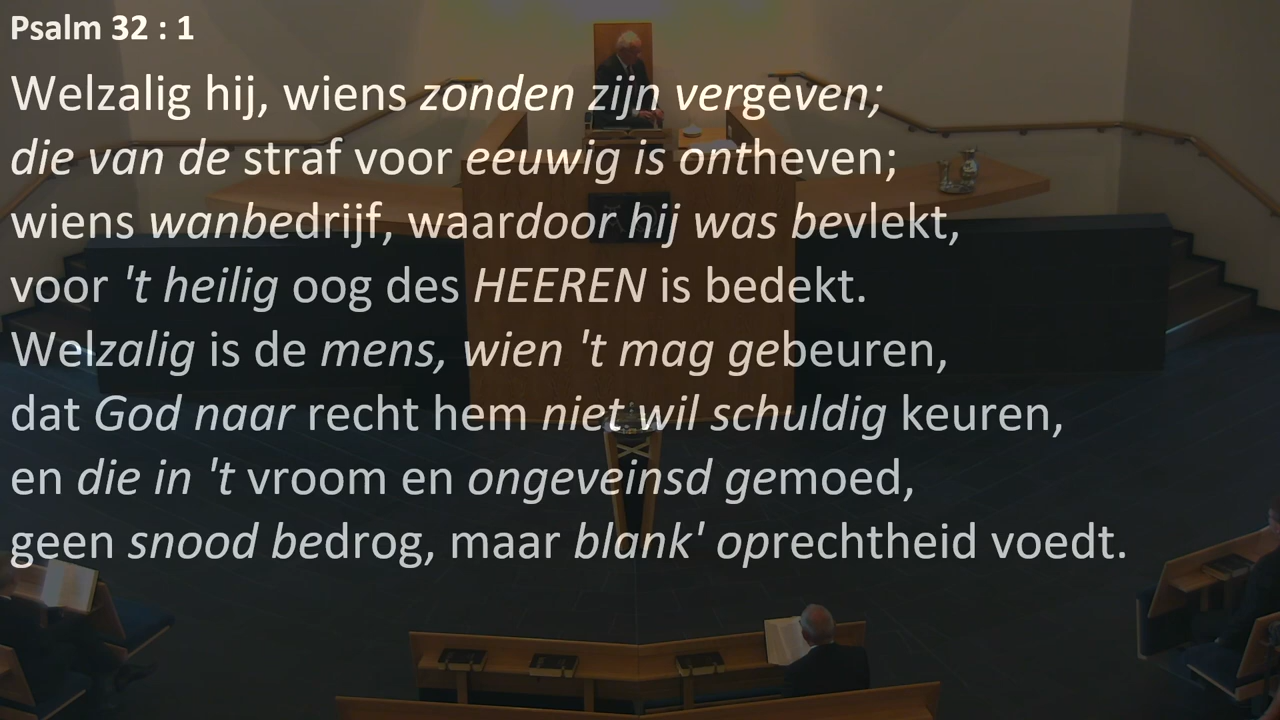 Psalm 32 : 1
Welzalig hij, wiens zonden zijn vergeven;
die van de straf voor eeuwig is ontheven;
wiens wanbedrijf, waardoor hij was bevlekt,
voor 't heilig oog des HEEREN is bedekt.
Welzalig is de mens, wien 't mag gebeuren,
dat God naar recht hem niet wil schuldig keuren,
en die in 't vroom en ongeveinsd gemoed,
geen snood bedrog, maar blank' oprechtheid voedt.